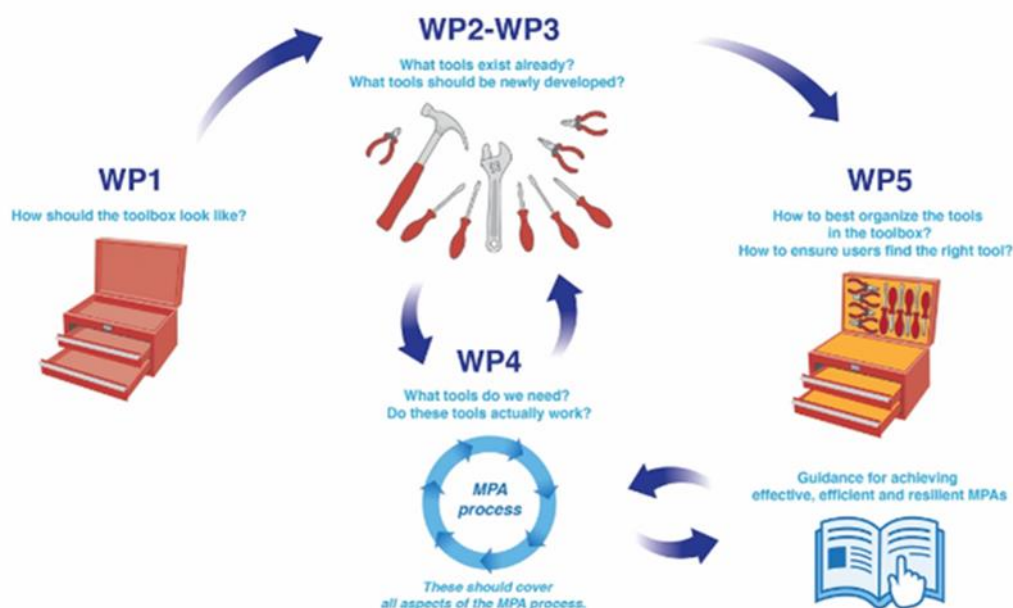 WP2-WP3
What tools exist already?
What tools should be newly developed?
WP1
How should the toolbox look like?
WP5
How to best organize the tools
in the toolbox?
How to ensure users find the right tool?
WP4
What tools do we need?
Do these tools actually work?
MPA
process
These should cover
all aspects of the MPA process.
Guidance for achieving
effective, efficient and resilient MPAs